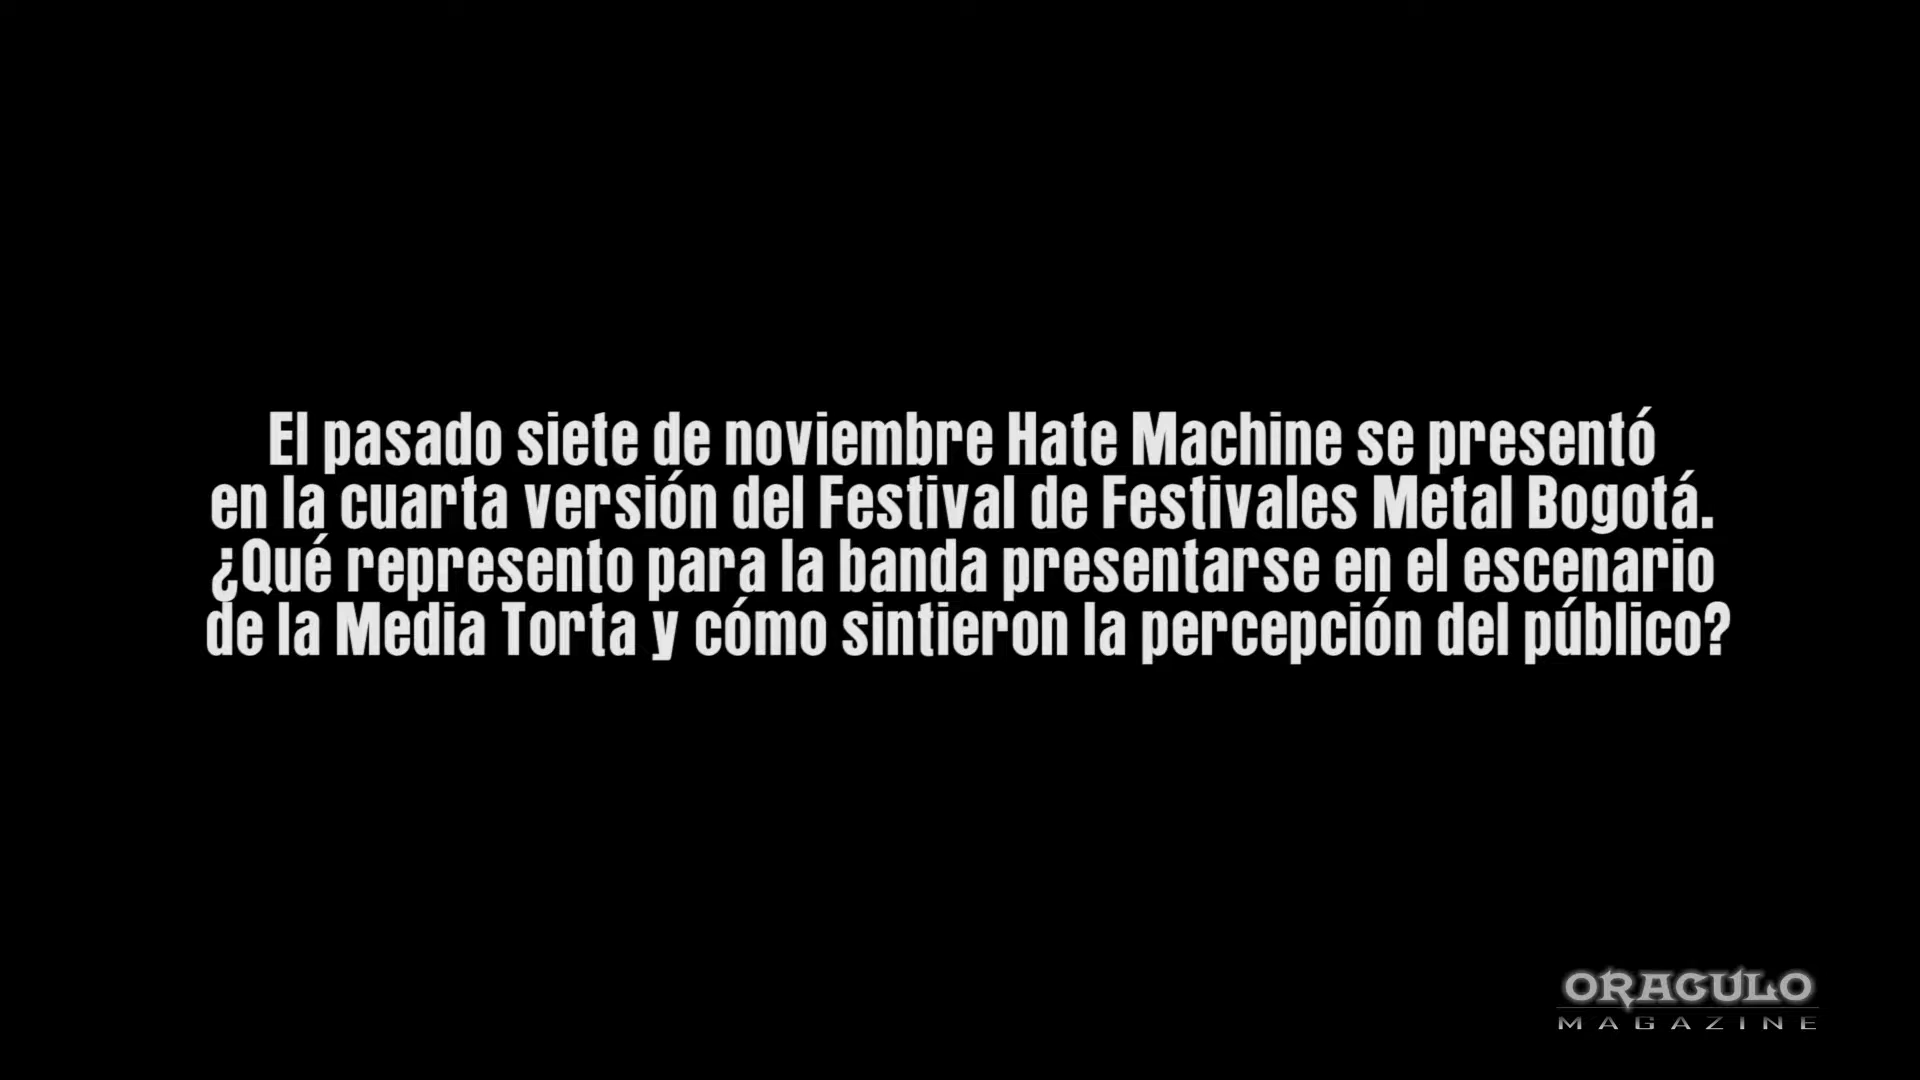 El pasado siete de noviembre Hate Machine se presentó
en la cuarta versión del Festival de Festivales Metal Bogotá.
¿Qué represento para la banda presentarse en el escenario
de la Media Torta y cómo sintieron la percepción del público?
ORACULO
MAGAZINE